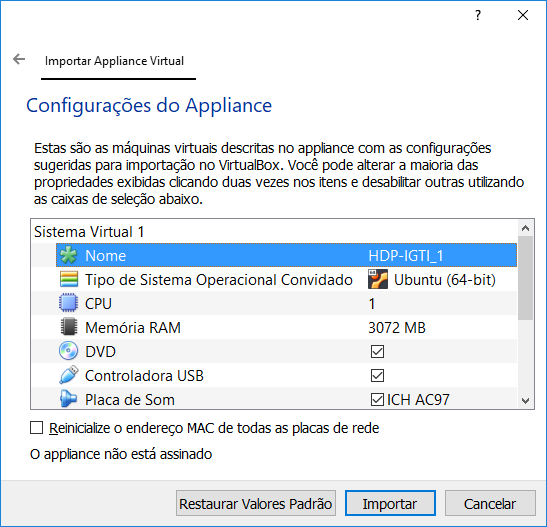 ?
Importar Appliance Virtual
Configurações do Appliance
Estas são as máquinas virtuais descritas no appliance com as configurações
sugeridas para importação no VirtualBox. Você pode alterar a maioria das
propriedades exibidas clicando duas vezes nos itens e desabilitar outras utilizando
as caixas de seleção abaixo.
Sistema Virtual 1
Nome HDP-IGTI_1
Tipo de Sistema Operacional Convidado Ubuntu (64-bit)
CPU 1
Memória RAM 3072 MB
DVD
Controladora USB
Placa de Som ICH AC97
Reinicialize o endereço MAC de todas as placas de rede
O appliance não está assinado
Restaurar Valores Padrão Importar Cancelar